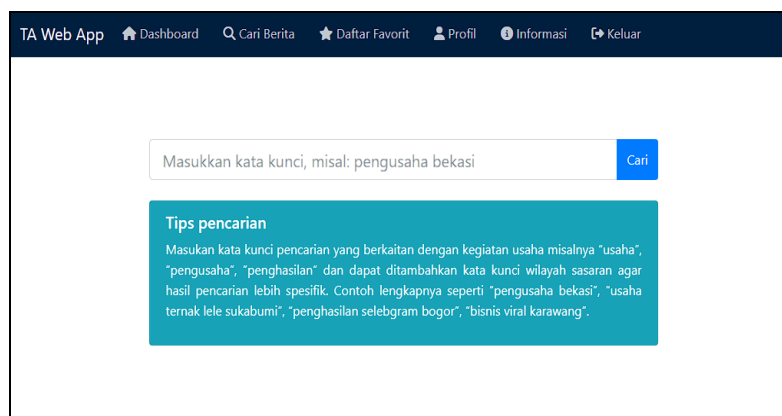 TA Web App Dashboard Cari Berita Daftar Favorit Profil Informasi Keluar
Masukkan kata kunci, misal: pengusaha bekasi Cari
Tips pencarian
Masukan kata kunci pencarian yang berkaitan dengan kegiatan usaha misalnya "usaha",
"pengusaha", "penghasilan" dan dapat ditambahkan kata kunci wilayah sasaran agar
hasil pencarian lebih spesifik. Contoh lengkapnya seperti "pengusaha bekasi", "usaha
ternak lele sukabumi", "penghasilan selebgram bogor", "bisnis viral karawang".